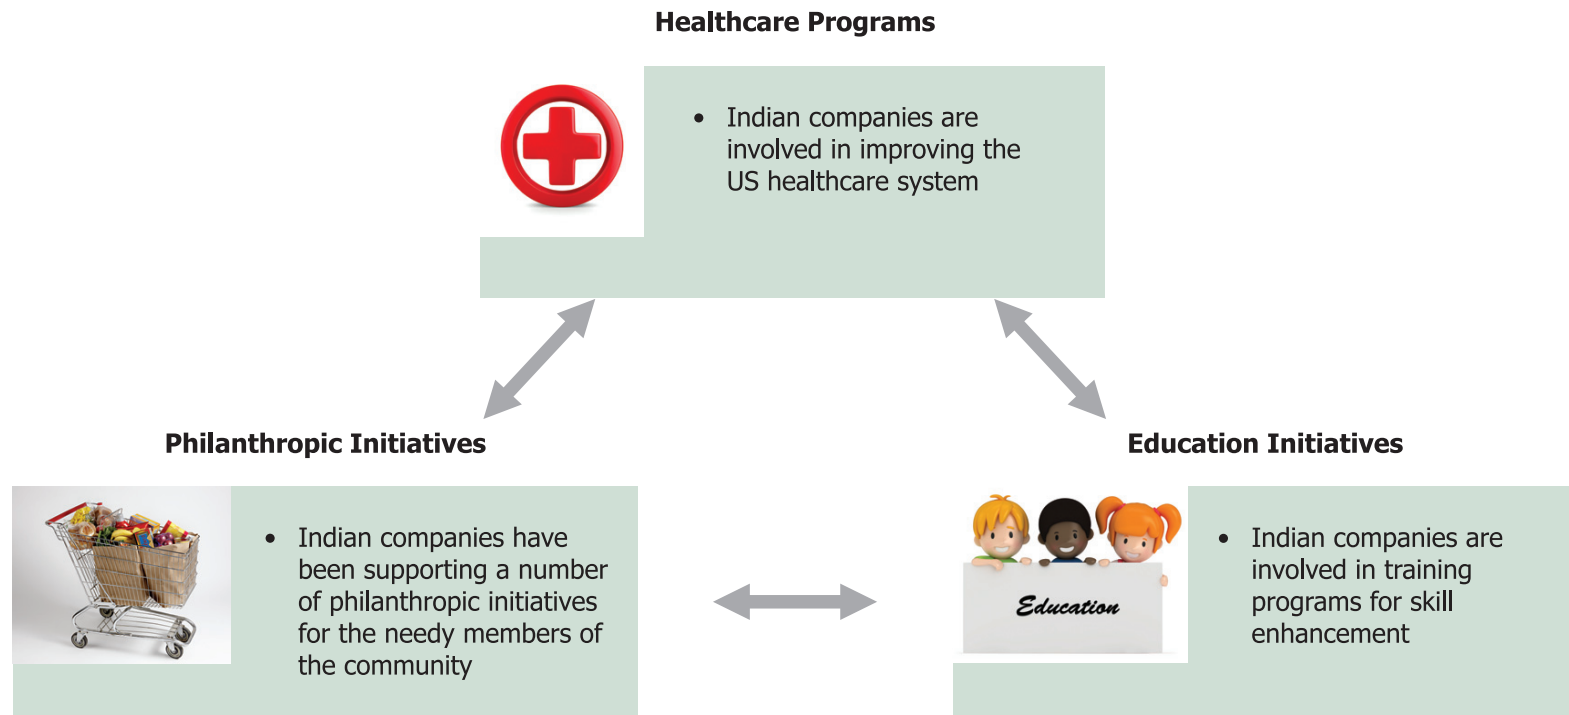 Healthcare Programs
• Indian companies are
involved in improving the
US healthcare system
Philanthropic Initiatives
• Indian companies have
been supporting a number
of philanthropic initiatives
for the needy members of
the community
Education Initiatives
Education
• Indian companies are
involved in training
programs for skill
enhancement